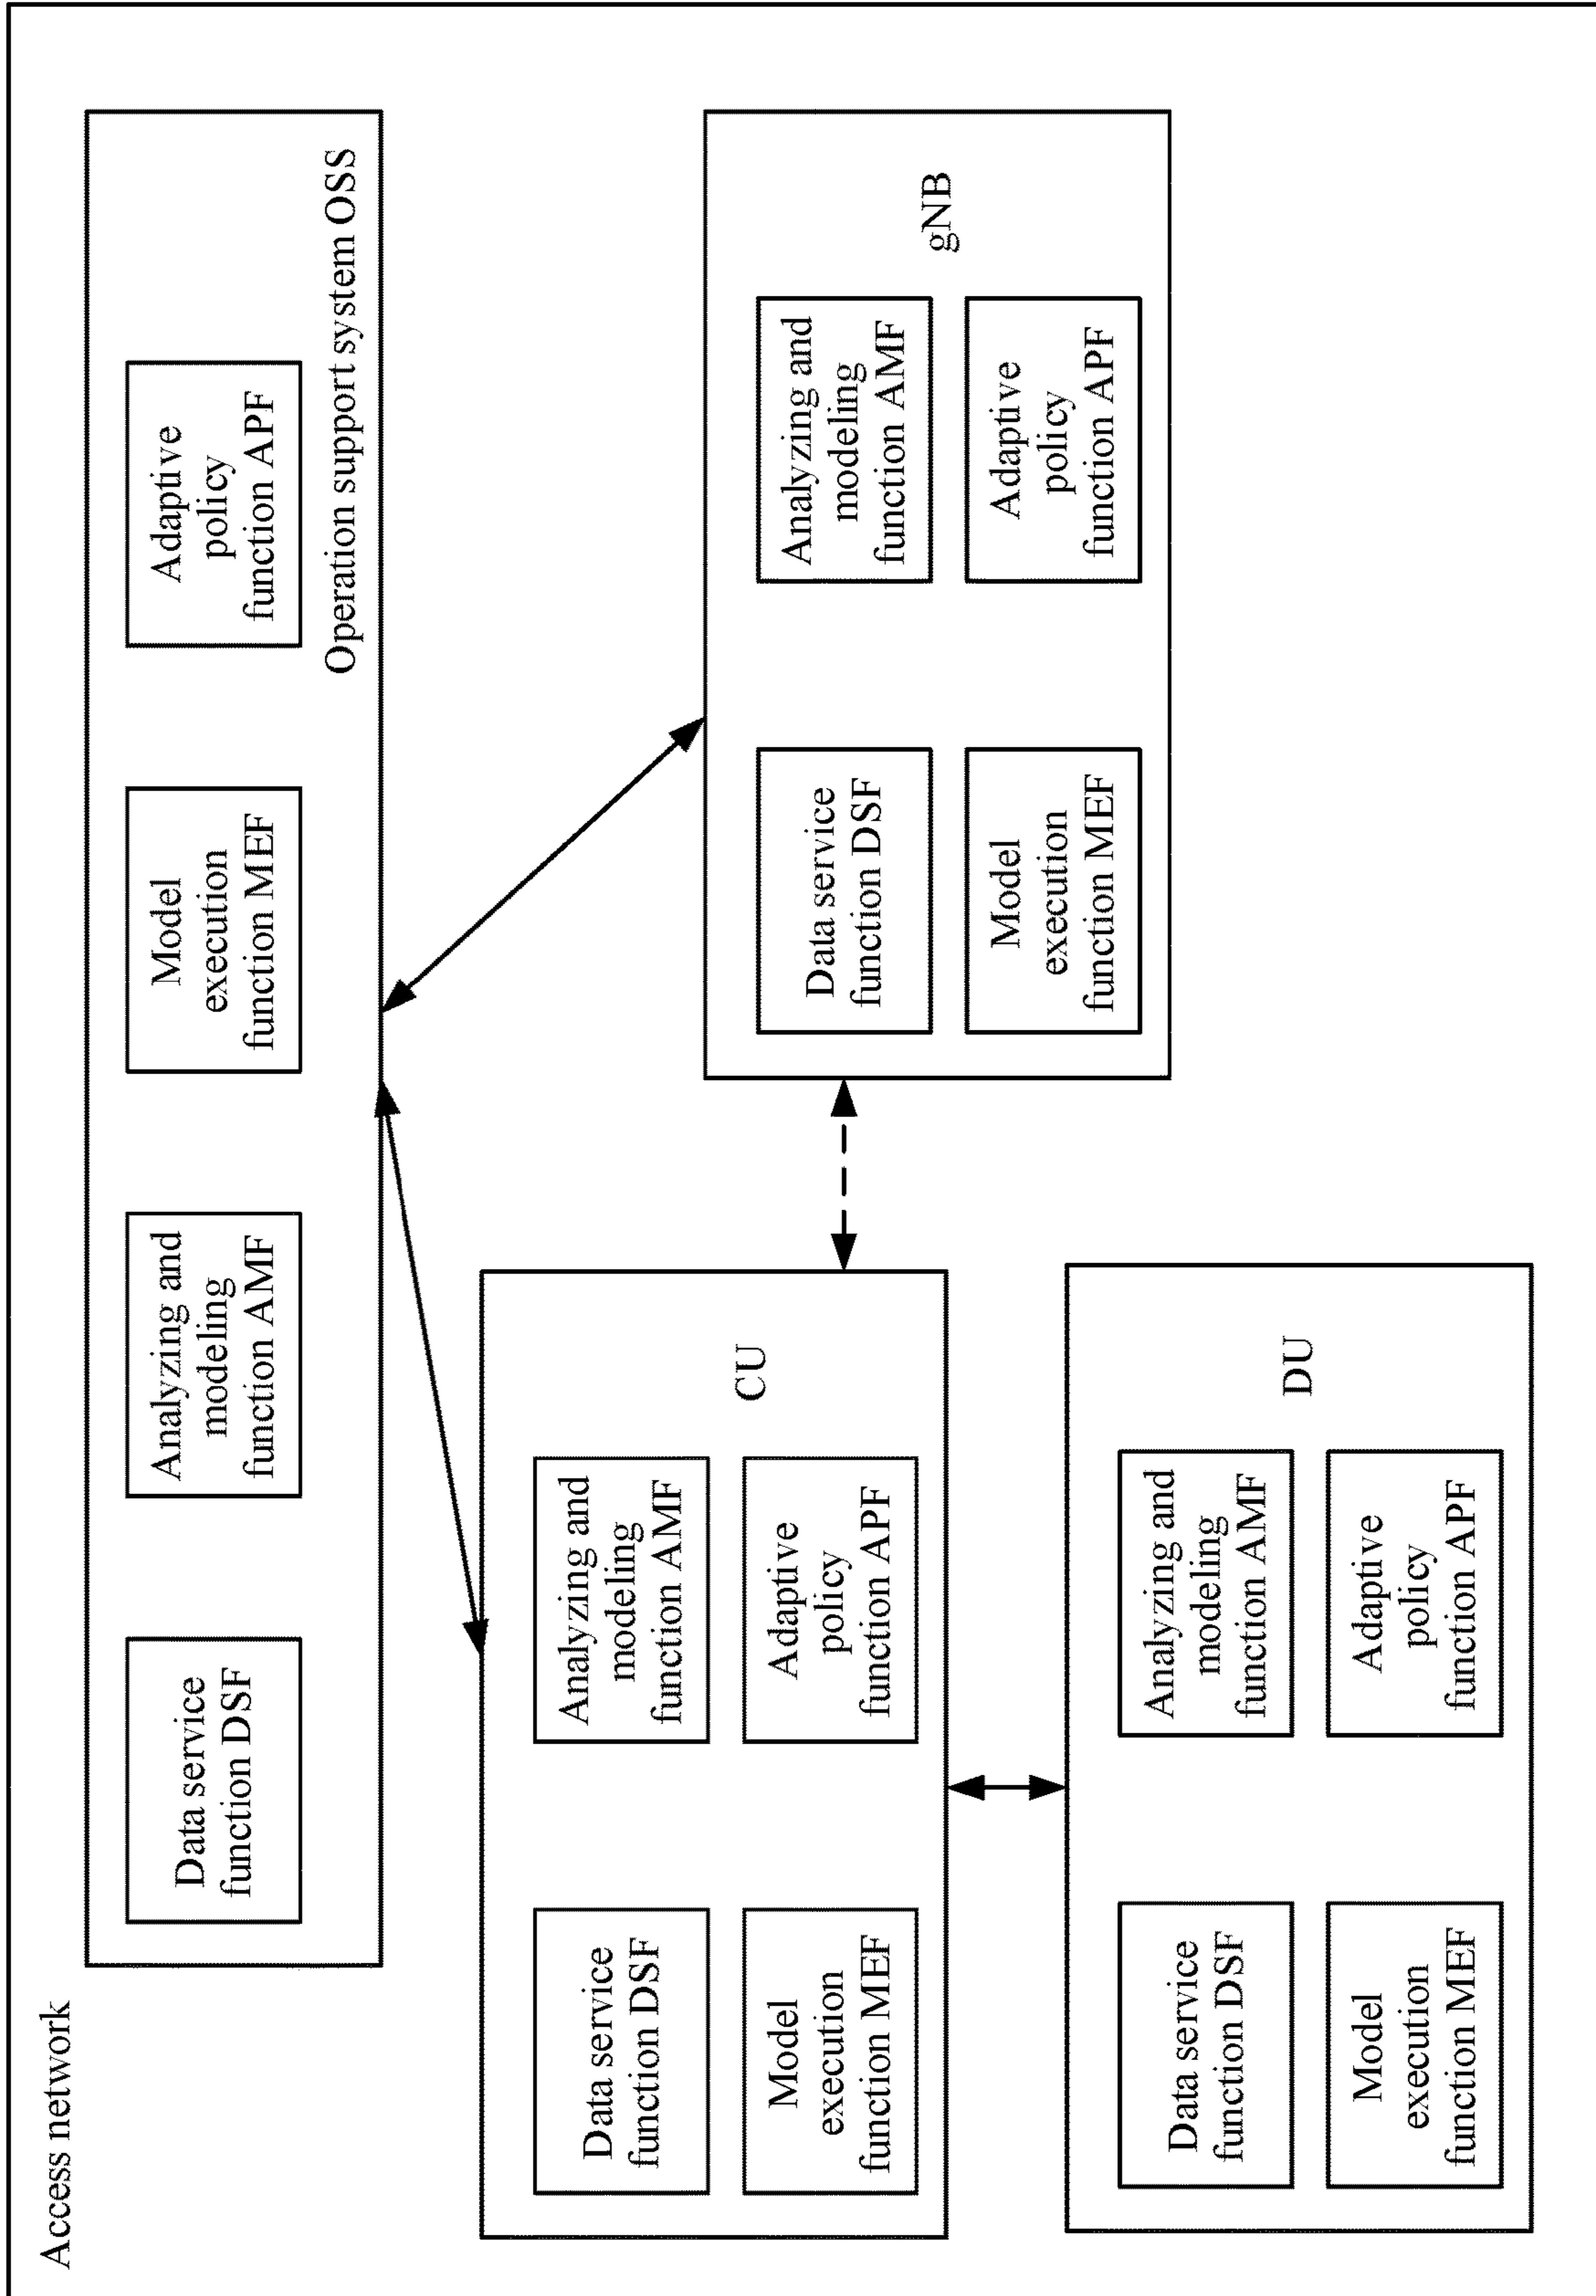 Access network
Data service
function DSF
Analyzing and
modeling
function AMF
Model
execution
function MEF
Adaptive
policy
function APF
Operation support system OSS
Data service
function DSF
Analyzing and
modeling
function AMF
Model
execution
function MEF
Adaptive
policy
function APF
CU
Data service
function DSF
Analyzing and
modeling
function AMF
Model
execution
function MEF
Adaptive
policy
function APF
gNB
Data service
function DSF
Analyzing and
modeling
function AMF
Model
execution
function MEF
Adaptive
policy
function APF
DU